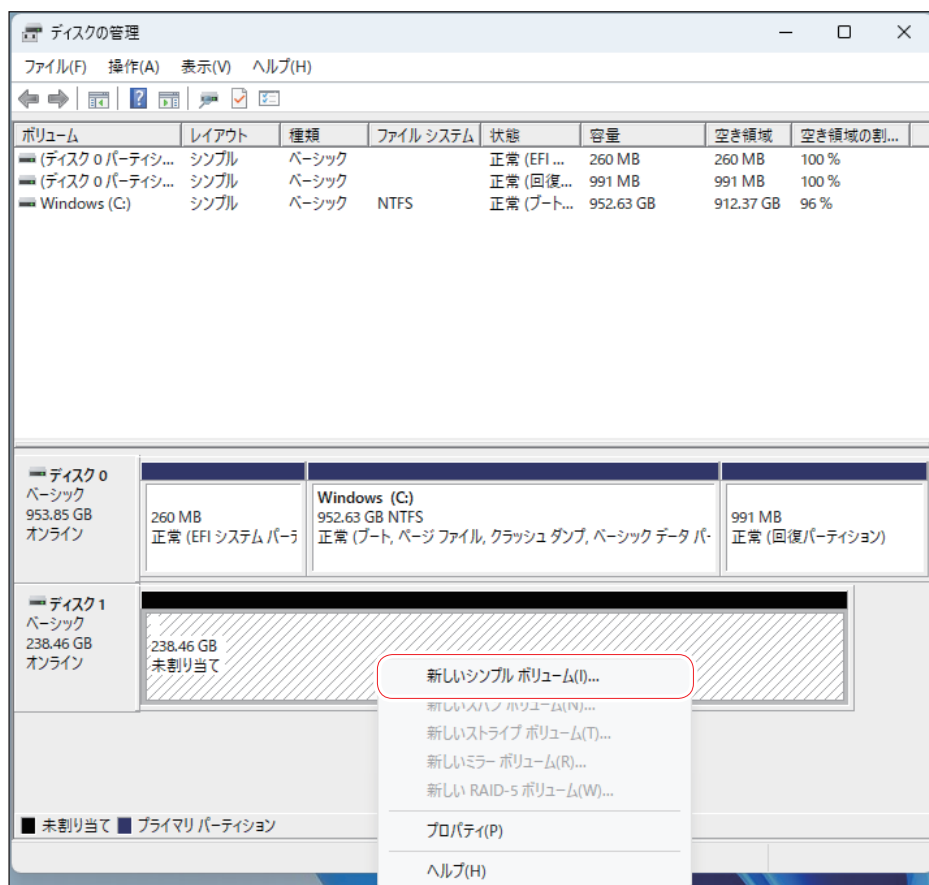 ディスクの管理
ファイル(F) 操作(A) 表示(V) ヘルプ(H)
ボリューム レイアウト 種類 ファイル システム 状態 容量 空き領域 空き領域の割...
(ディスク 0 パーティシ... シンプル ベーシック 正常 (EFI ... 260 MB 260 MB 100 %
(ディスク 0 パーティシ... シンプル ベーシック 正常 (回復... 991 MB 991 MB 100 %
Windows (C:) シンプル ベーシック NTFS 正常 (ブート... 952.63 GB 912.37 GB 96 %
ディスク 0
ベーシック
953.85 GB
オンライン
260 MB
正常 (EFI システム パーテ
Windows (C:)
952.63 GB NTFS
正常 (ブート, ページ ファイル, クラッシュ ダンプ, ベーシック データ パ
991 MB
正常 (回復パーティション)
ディスク 1
ベーシック
238.46 GB
オンライン
238.46 GB
未割り当て
新しいシンプル ボリューム(I)...
新しいスパン ボリューム(N)...
新しいストライプ ボリューム(T)...
新しいミラー ボリューム(R)...
新しい RAID-5 ボリューム(W)...
プロパティ(P)
ヘルプ(H)
未割り当て プライマリ パーティション